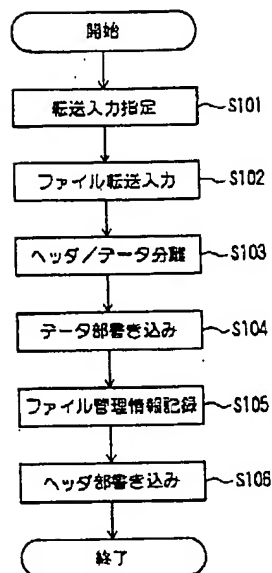 開始
転送入力指定 S101
ファイル転送入力 S102
ヘッダ／データ分離 S103
データ部書き込み S104
ファイル管理情報記録 S105
ヘッダ部書き込み S106
終了